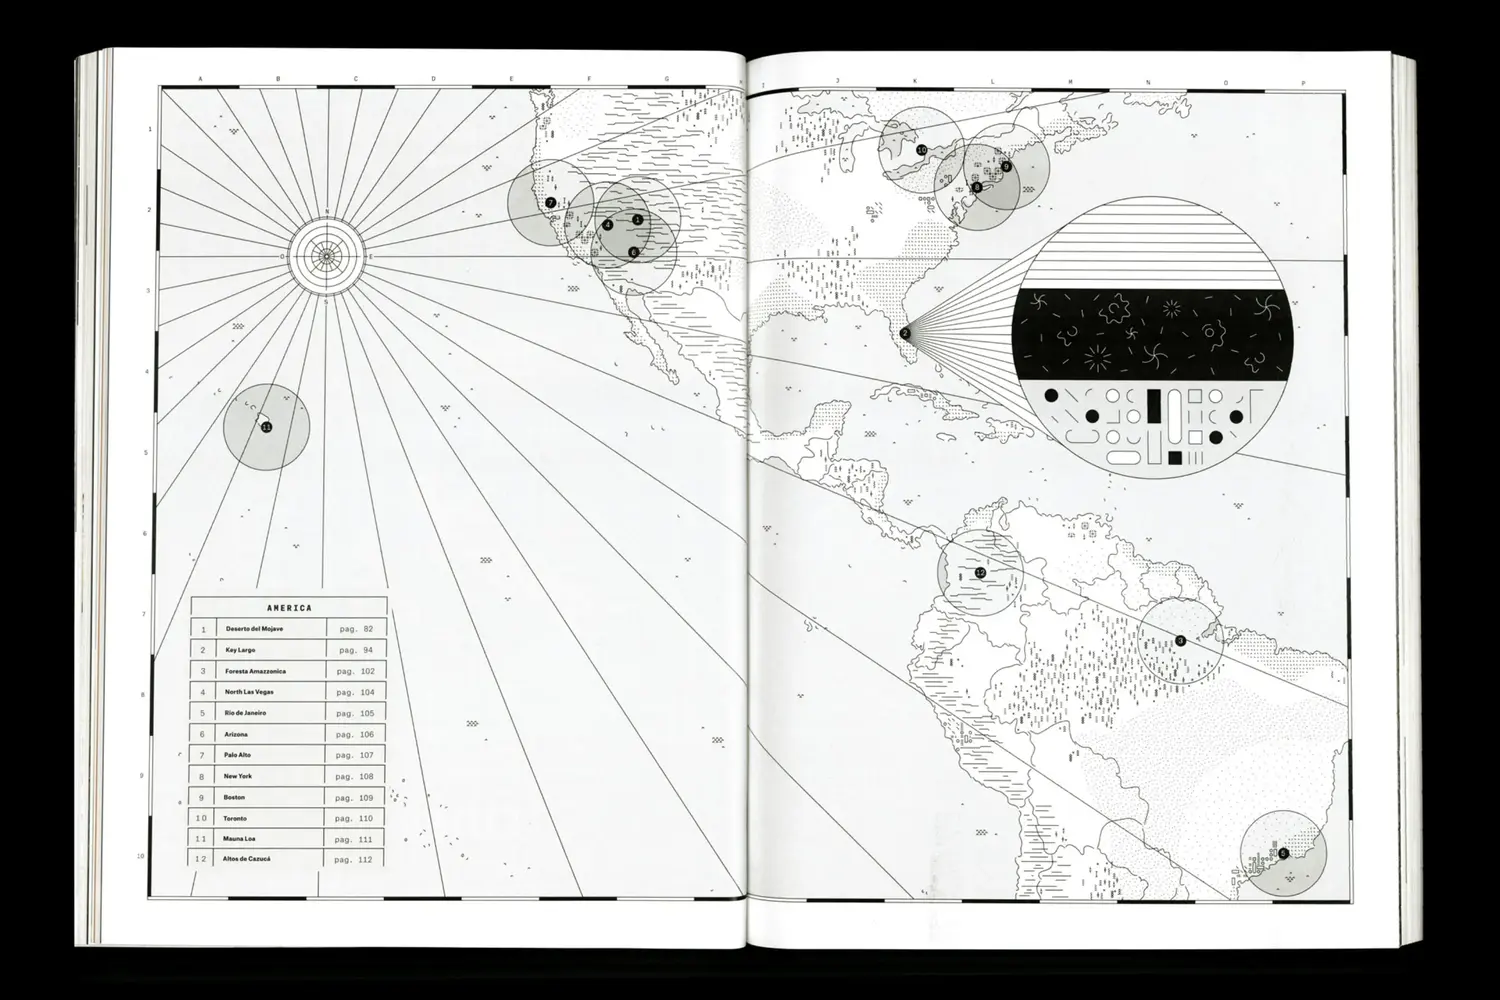 A B C D E F G H I J K L M N O P
1
2
3
4
5
6
7
8
9
10
N
O E
S
7
4
1
6
10
9
8
2
11
12
3
5
AMERICA
1 Deserto del Mojave pag. 82
2 Key Largo pag. 94
3 Foresta Amazzonica pag. 102
4 North Las Vegas pag. 104
5 Rio de Janeiro pag. 105
6 Arizona pag. 106
7 Palo Alto pag. 107
8 New York pag. 108
9 Boston pag. 109
10 Toronto pag. 110
11 Mauna Loa pag. 111
12 Altos de Cazucá pag. 112